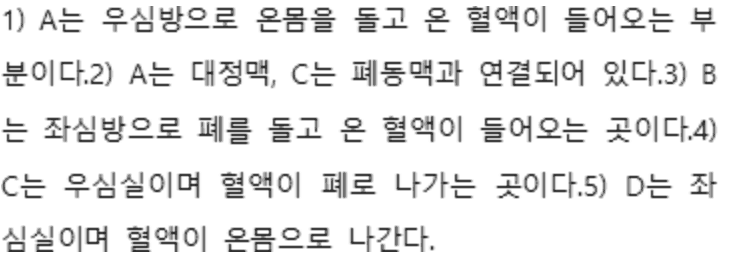 1) A는 우심방으로 온몸을 돌고 온 혈액이 들어오는 부
분이다.2) A는 대정맥, C는 폐동맥과 연결되어 있다.3) B
는 좌심방으로 폐를 돌고 온 혈액이 들어오는 곳이다.4)
C는 우심실이며 혈액이 폐로 나가는 곳이다.5) D는 좌
심실이며 혈액이 온몸으로 나간다.